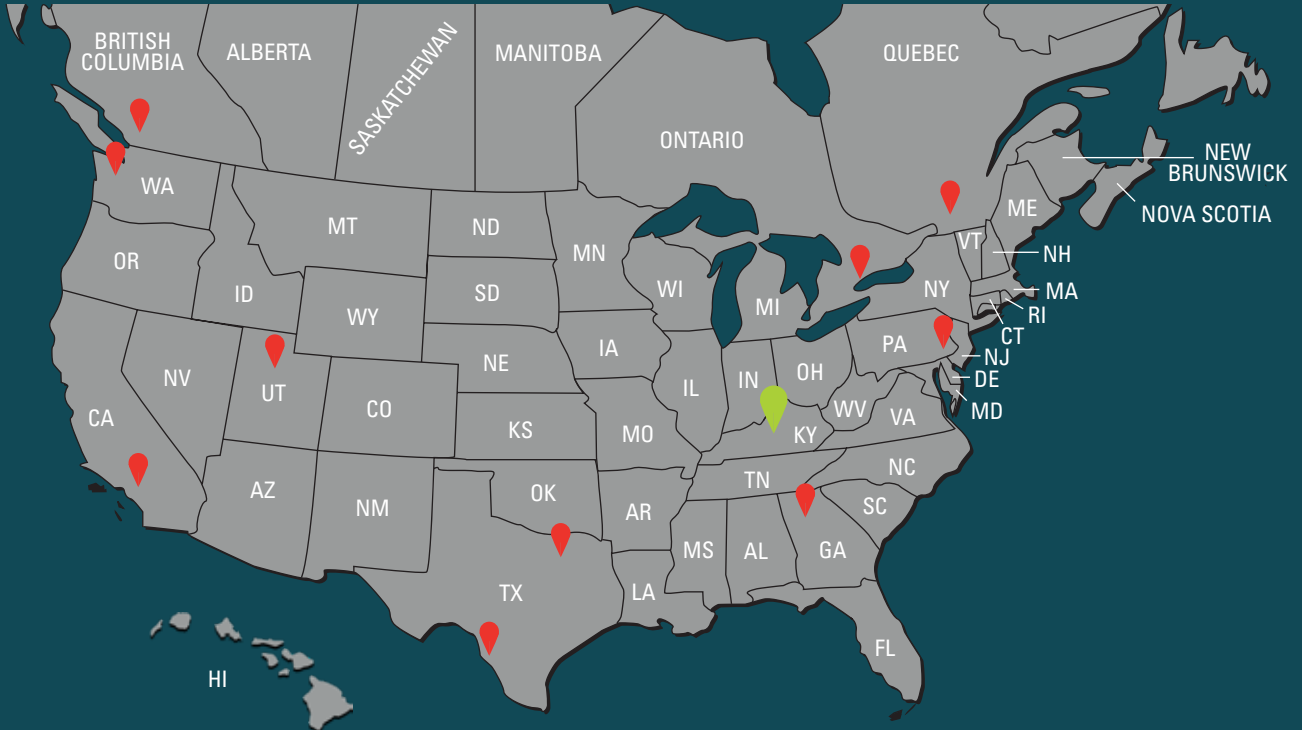 BRITISH
COLUMBIA
ALBERTA
SASKATCHEWAN
MANITOBA
ONTARIO
QUEBEC
NEW
BRUNSWICK
NOVA SCOTIA
WA
MT
ND
MN
ME
VT
NH
OR
ID
SD
WI
MI
NY
MA
RI
CT
WY
NE
IA
PA
NJ
DE
MD
NV
UT
CO
IL
IN
OH
WV
VA
CA
KS
MO
KY
NC
AZ
NM
OK
AR
TN
SC
TX
LA
MS
AL
GA
FL
HI